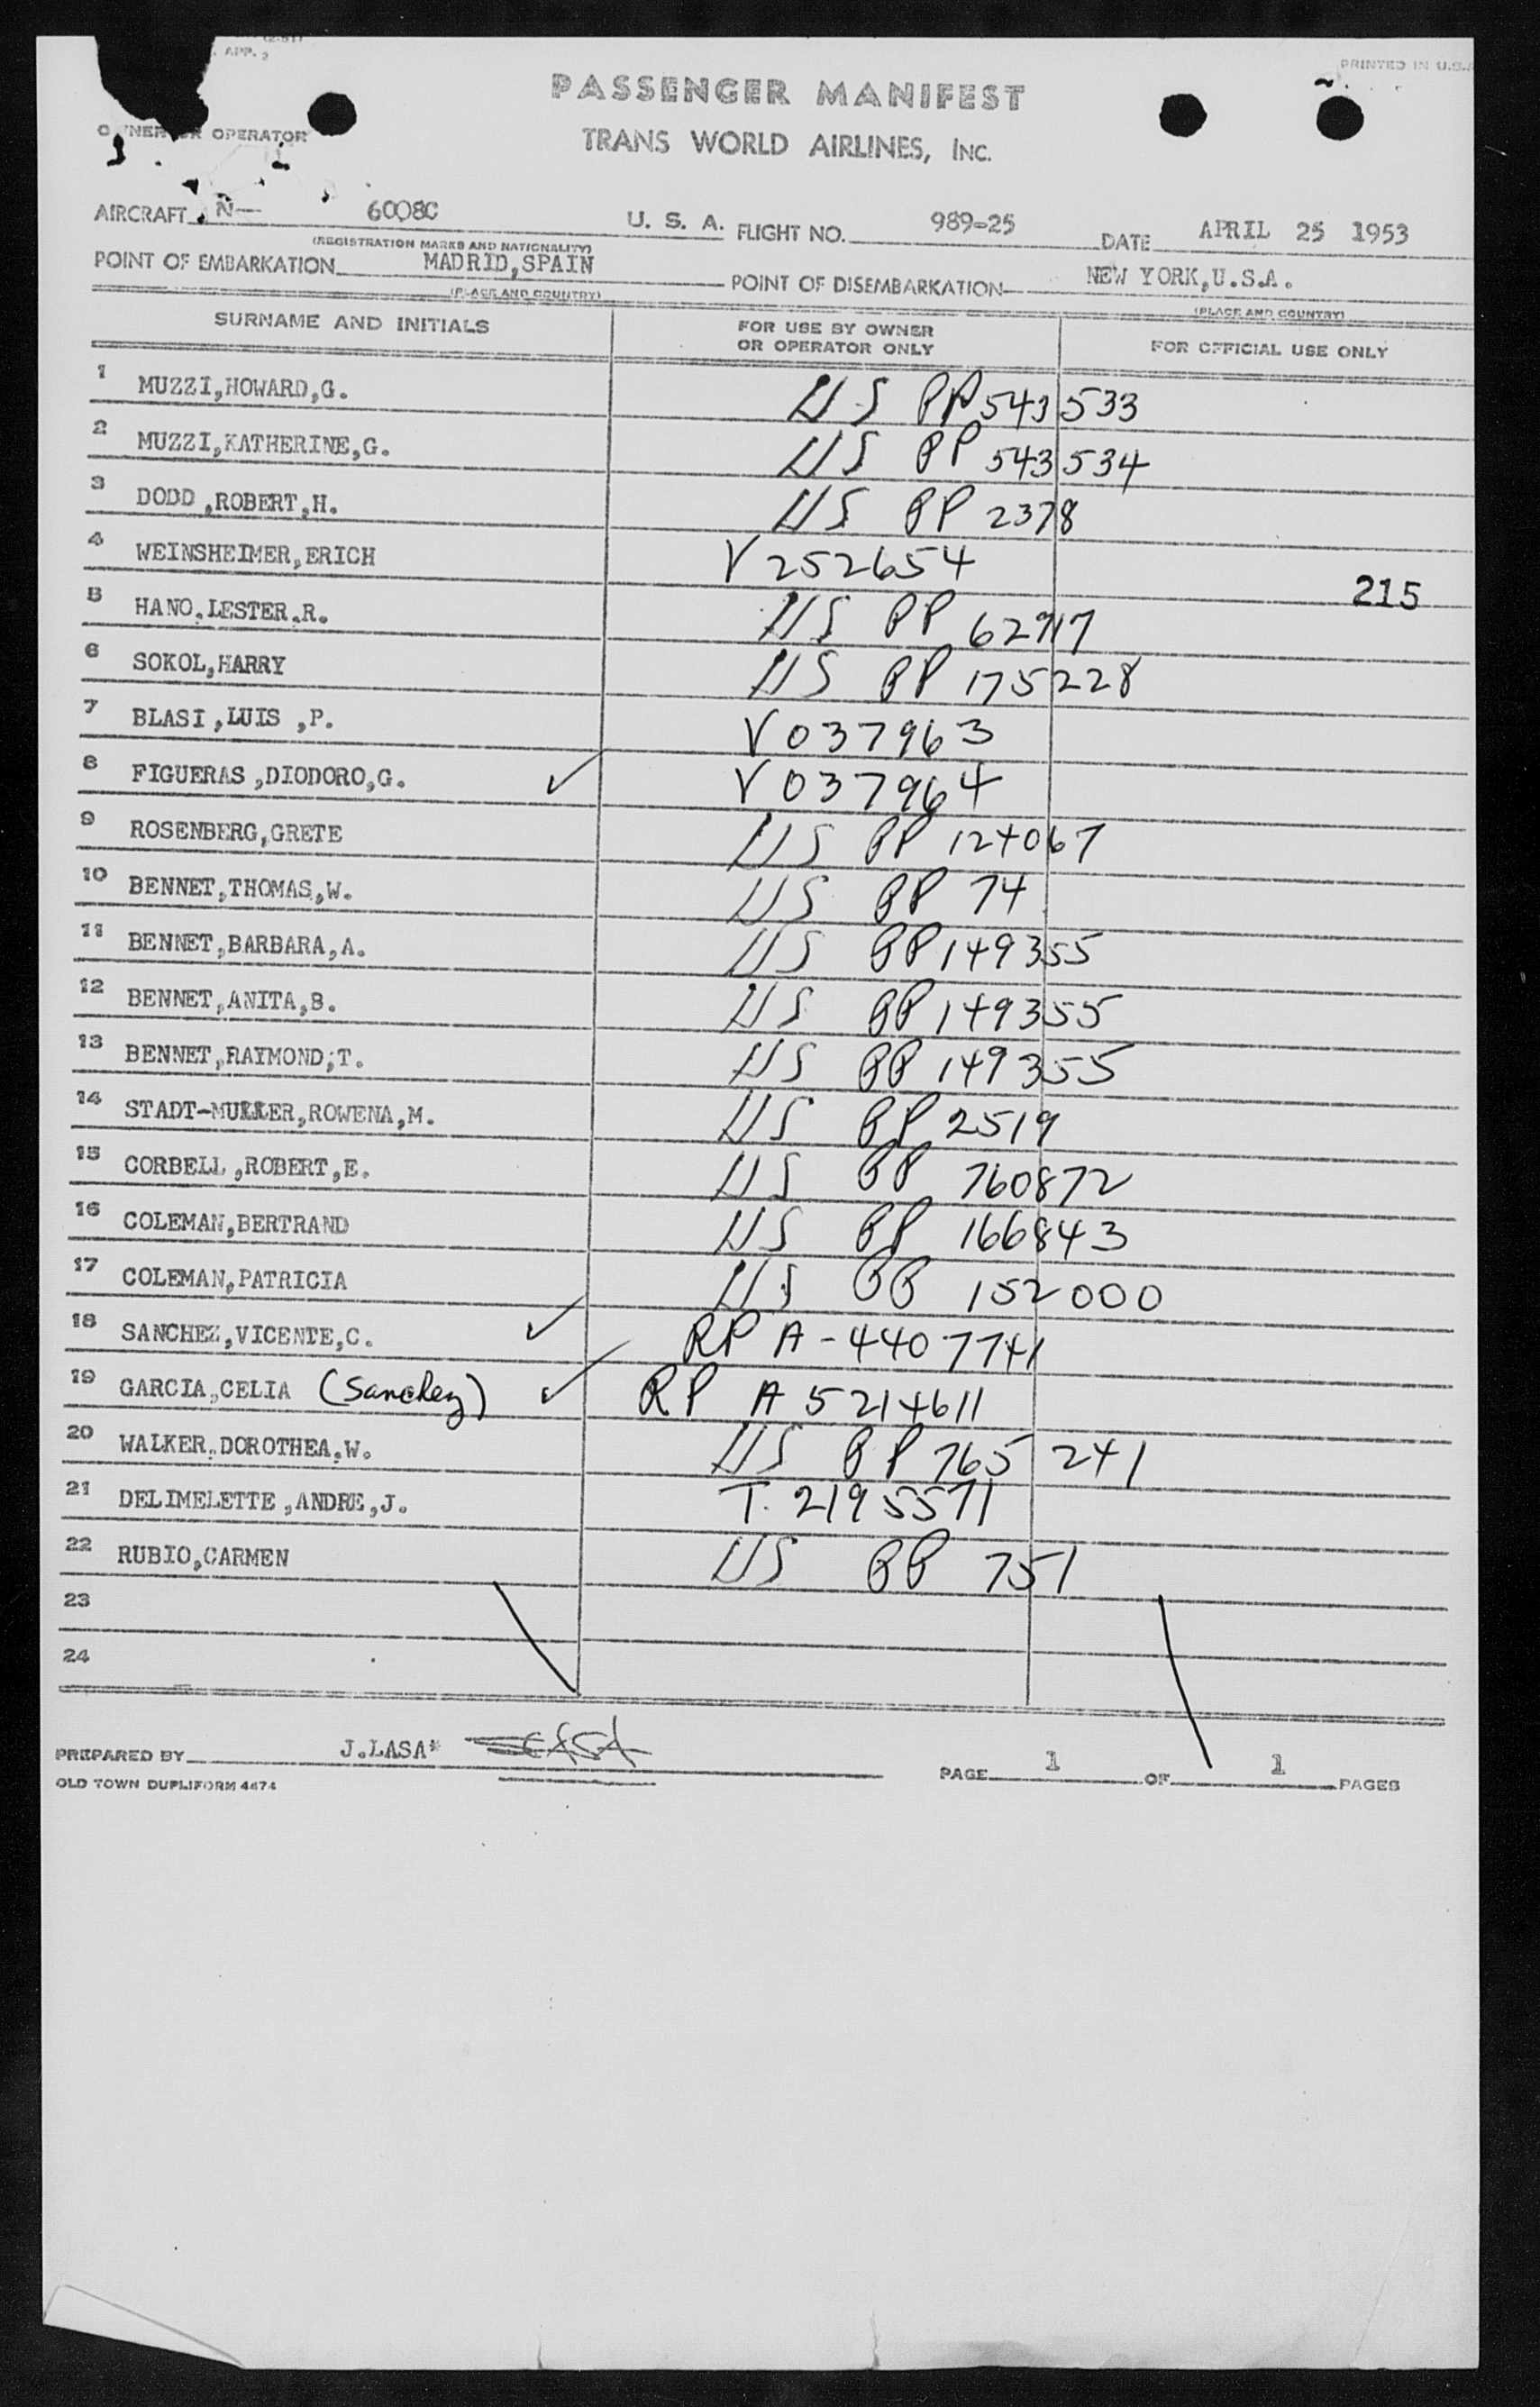 APP. 2
PRINTED IN U.S.A
PASSENGER MANIFEST
OWNER OR OPERATOR
TRANS WORLD AIRLINES, INC.
AIRCRAFT N— 6008C U. S. A. FLIGHT NO. 989-25 DATE APRIL 25 1953
(REGISTRATION MARKS AND NATIONALITY)
POINT OF EMBARKATION MADRID,SPAIN POINT OF DISEMBARKATION NEW YORK,U.S.A.
(PLACE AND COUNTRY) (PLACE AND COUNTRY)
SURNAME AND INITIALS FOR USE BY OWNER OR OPERATOR ONLY FOR OFFICIAL USE ONLY
1 MUZZI,HOWARD,G. US PP 543533
2 MUZZI,KATHERINE,G. US PP 543534
3 DODD,ROBERT,H. US PP 2378
4 WEINSHEIMER,ERICH V 252654 215
5 HANO,LESTER.R. US PP 62917
6 SOKOL,HARRY US PP 175228
7 BLASI,LUIS,P. V 037963
8 FIGUERAS,DIODORO,G. ✓ V 037964
9 ROSENBERG,GRETE US PP 124067
10 BENNET,THOMAS,W. US PP 74
11 BENNET,BARBARA,A. US PP 149355
12 BENNET,ANITA,B. US PP 149355
13 BENNET,RAYMOND,T. US PP 149355
14 STADT-MULLER,ROWENA,M. US PP 2519
15 CORBELL,ROBERT,E. US PP 760872
16 COLEMAN,BERTRAND US PP 166843
17 COLEMAN,PATRICIA US PP 152000
18 SANCHEZ,VICENTE,C. ✓ RP A-4407741
19 GARCIA,CELIA (Sanchez) ✓ RP A 5214611
20 WALKER.DOROTHEA.W. US PP 765241
21 DELIMELETTE,ANDRE,J. T. 2195571
22 RUBIO,CARMEN US PP 751
23
24
PREPARED BY J.LASA* PAGE 1 OF 1 PAGES
OLD TOWN DUPLIFORM 4474